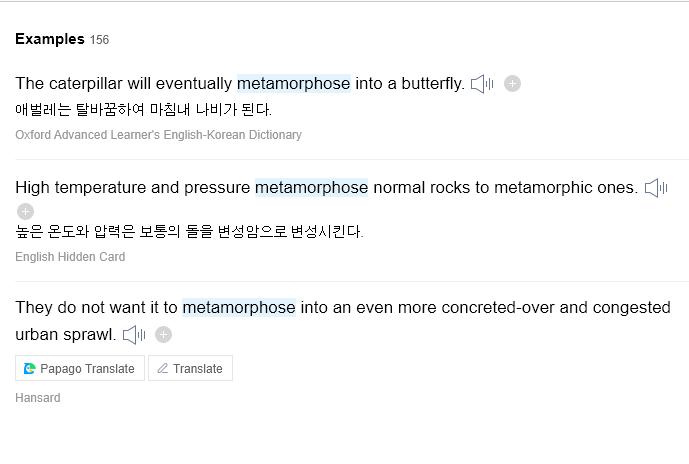 Examples 156
The caterpillar will eventually metamorphose into a butterfly.
애벌레는 탈바꿈하여 마침내 나비가 된다.
Oxford Advanced Learner's English-Korean Dictionary
High temperature and pressure metamorphose normal rocks to metamorphic ones.
높은 온도와 압력은 보통의 돌을 변성암으로 변성시킨다.
English Hidden Card
They do not want it to metamorphose into an even more concreted-over and congested
urban sprawl.
Papago Translate Translate
Hansard